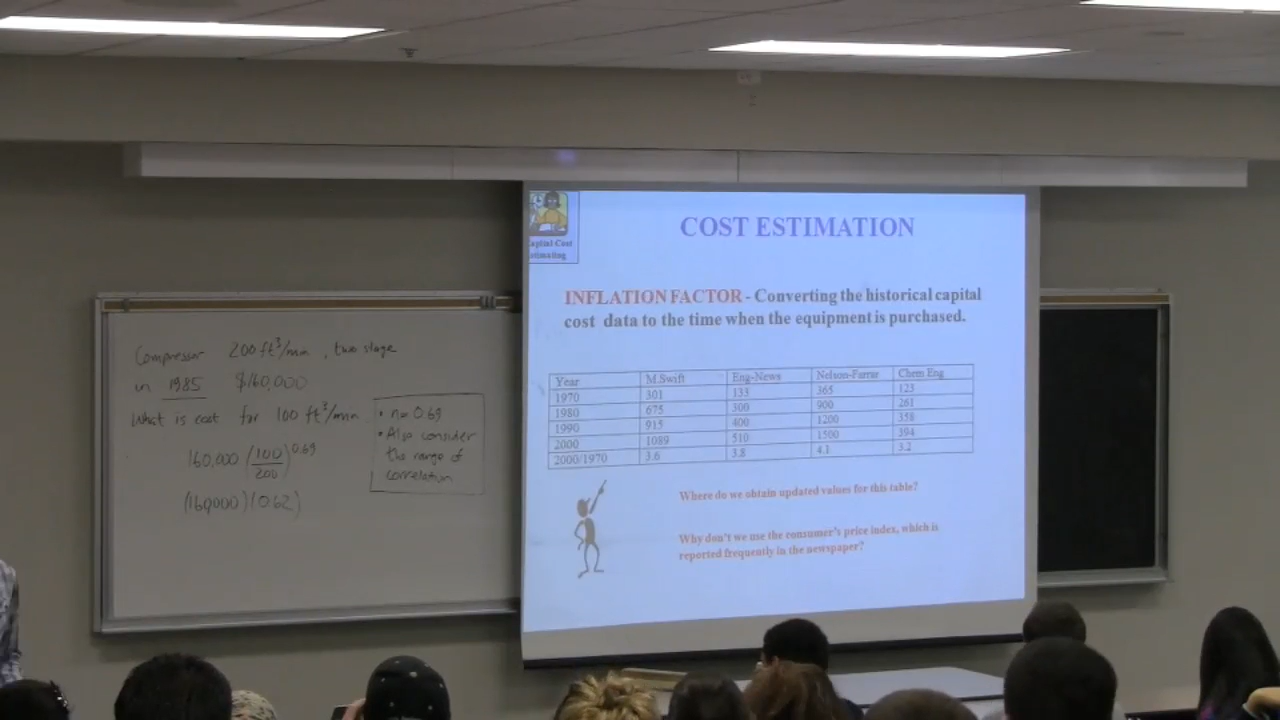 Compressor 200 ft³/min, two stage
in 1985 $160,000
What is cost for 100 ft³/min
160,000 (100/200)^0.69
(160,000)(0.62)
• n = 0.69
• Also consider
the range of
correlation
apital Cost
stimating
COST ESTIMATION
INFLATION FACTOR - Converting the historical capital
cost data to the time when the equipment is purchased.
Year M.Swift Eng-News Nelson-Farrar Chem Eng
1970 301 133 365 123
1980 675 300 900 261
1990 915 400 1200 358
2000 1089 510 1500 394
2000/1970 3.6 3.8 4.1 3.2
Where do we obtain updated values for this table?
Why don't we use the consumer's price index, which is
reported frequently in the newspaper?